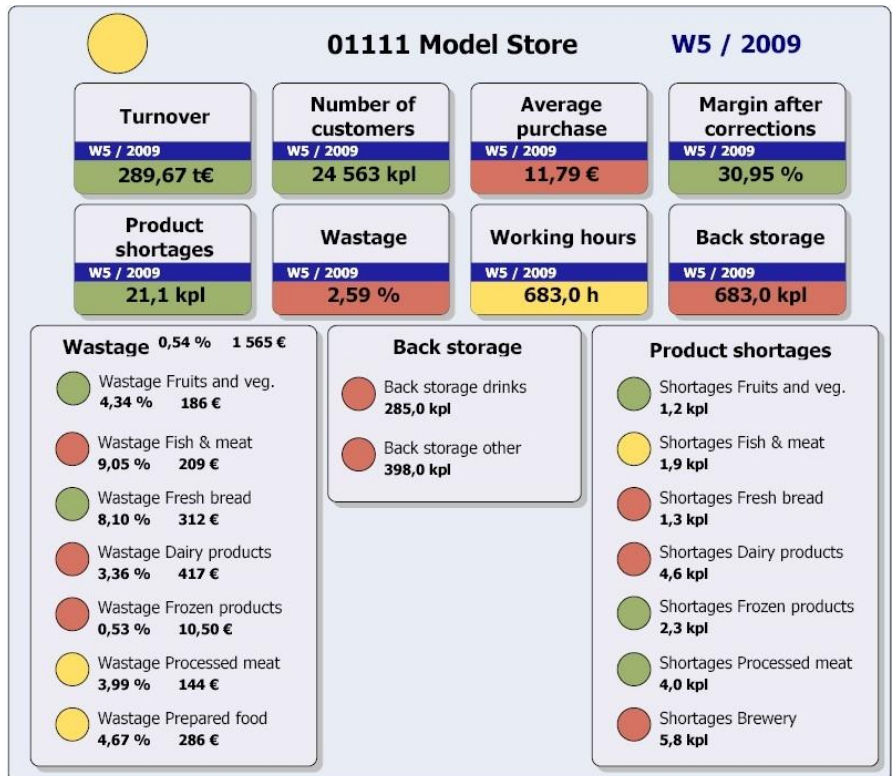 01111 Model Store W5 / 2009
Turnover
W5 / 2009
289,67 t€
Number of
customers
W5 / 2009
24 563 kpl
Average
purchase
W5 / 2009
11,79 €
Margin after
corrections
W5 / 2009
30,95 %
Product
shortages
W5 / 2009
21,1 kpl
Wastage
W5 / 2009
2,59 %
Working hours
W5 / 2009
683,0 h
Back storage
W5 / 2009
683,0 kpl
Wastage 0,54 % 1 565 €
Wastage Fruits and veg.
4,34 % 186 €
Wastage Fish & meat
9,05 % 209 €
Wastage Fresh bread
8,10 % 312 €
Wastage Dairy products
3,36 % 417 €
Wastage Frozen products
0,53 % 10,50 €
Wastage Processed meat
3,99 % 144 €
Wastage Prepared food
4,67 % 286 €
Back storage
Back storage drinks
285,0 kpl
Back storage other
398,0 kpl
Product shortages
Shortages Fruits and veg.
1,2 kpl
Shortages Fish & meat
1,9 kpl
Shortages Fresh bread
1,3 kpl
Shortages Dairy products
4,6 kpl
Shortages Frozen products
2,3 kpl
Shortages Processed meat
4,0 kpl
Shortages Brewery
5,8 kpl